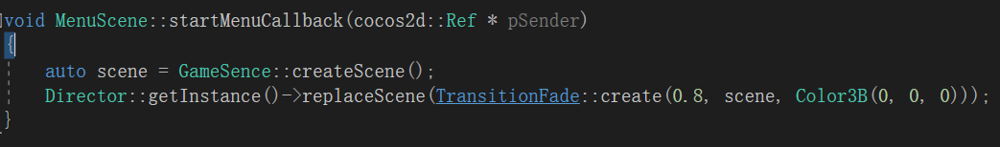 void MenuScene::startMenuCallback(cocos2d::Ref * pSender)
{
    auto scene = GameSence::createScene();
    Director::getInstance()->replaceScene(TransitionFade::create(0.8, scene, Color3B(0, 0, 0)));
}